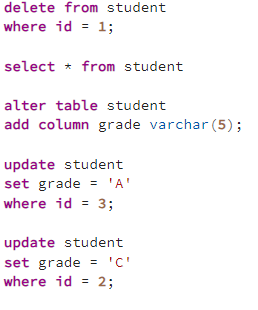 delete from student
where id = 1;
select * from student
alter table student
add column grade varchar(5);
update student
set grade = 'A'
where id = 3;
update student
set grade = 'C'
where id = 2;